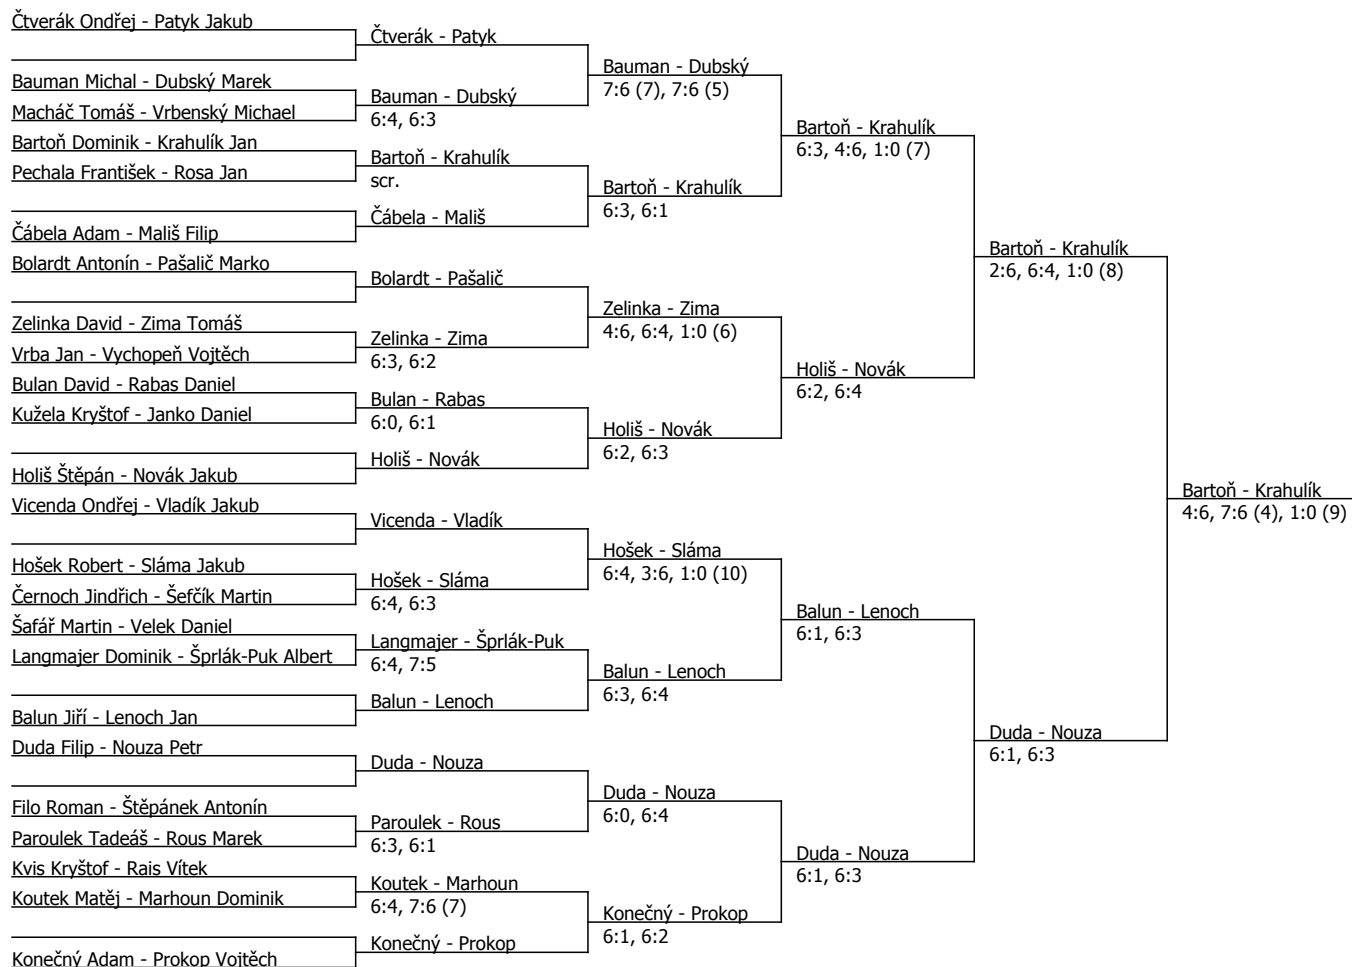 Čtverák Ondřej - Patyk Jakub
Bauman Michal - Dubský Marek
Macháč Tomáš - Vrbenský Michael
Bartoň Dominik - Krahulík Jan
Pechala František - Rosa Jan
Čábela Adam - Mališ Filip
Bolardt Antonín - Pašalič Marko
Zelinka David - Zima Tomáš
Vrba Jan - Vychopeň Vojtěch
Bulan David - Rabas Daniel
Kužela Kryštof - Janko Daniel
Holiš Štěpán - Novák Jakub
Vicenda Ondřej - Vladík Jakub
Hošek Robert - Sláma Jakub
Černoch Jindřich - Šefčík Martin
Šafář Martin - Velek Daniel
Langmajer Dominik - Šprlák-Puk Albert
Balun Jiří - Lenoch Jan
Duda Filip - Nouza Petr
Filo Roman - Štěpánek Antonín
Paroulek Tadeáš - Rous Marek
Kvis Kryštof - Rais Vítek
Koutek Matěj - Marhoun Dominik
Konečný Adam - Prokop Vojtěch
Čtverák - Patyk
Bauman - Dubský
6:4, 6:3
Bartoň - Krahulík
scr.
Čábela - Mališ
Bolardt - Pašalič
Zelinka - Zima
6:3, 6:2
Bulan - Rabas
6:0, 6:1
Holiš - Novák
Vicenda - Vladík
Hošek - Sláma
6:4, 6:3
Langmajer - Šprlák-Puk
6:4, 7:5
Balun - Lenoch
Duda - Nouza
Paroulek - Rous
6:3, 6:1
Koutek - Marhoun
6:4, 7:6 (7)
Konečný - Prokop
Bauman - Dubský
7:6 (7), 7:6 (5)
Bartoň - Krahulík
6:3, 6:1
Zelinka - Zima
4:6, 6:4, 1:0 (6)
Holiš - Novák
6:2, 6:3
Hošek - Sláma
6:4, 3:6, 1:0 (10)
Balun - Lenoch
6:3, 6:4
Duda - Nouza
6:0, 6:4
Konečný - Prokop
6:1, 6:2
Bartoň - Krahulík
6:3, 4:6, 1:0 (7)
Holiš - Novák
6:2, 6:4
Balun - Lenoch
6:1, 6:3
Duda - Nouza
6:1, 6:3
Bartoň - Krahulík
2:6, 6:4, 1:0 (8)
Duda - Nouza
6:1, 6:3
Bartoň - Krahulík
4:6, 7:6 (4), 1:0 (9)